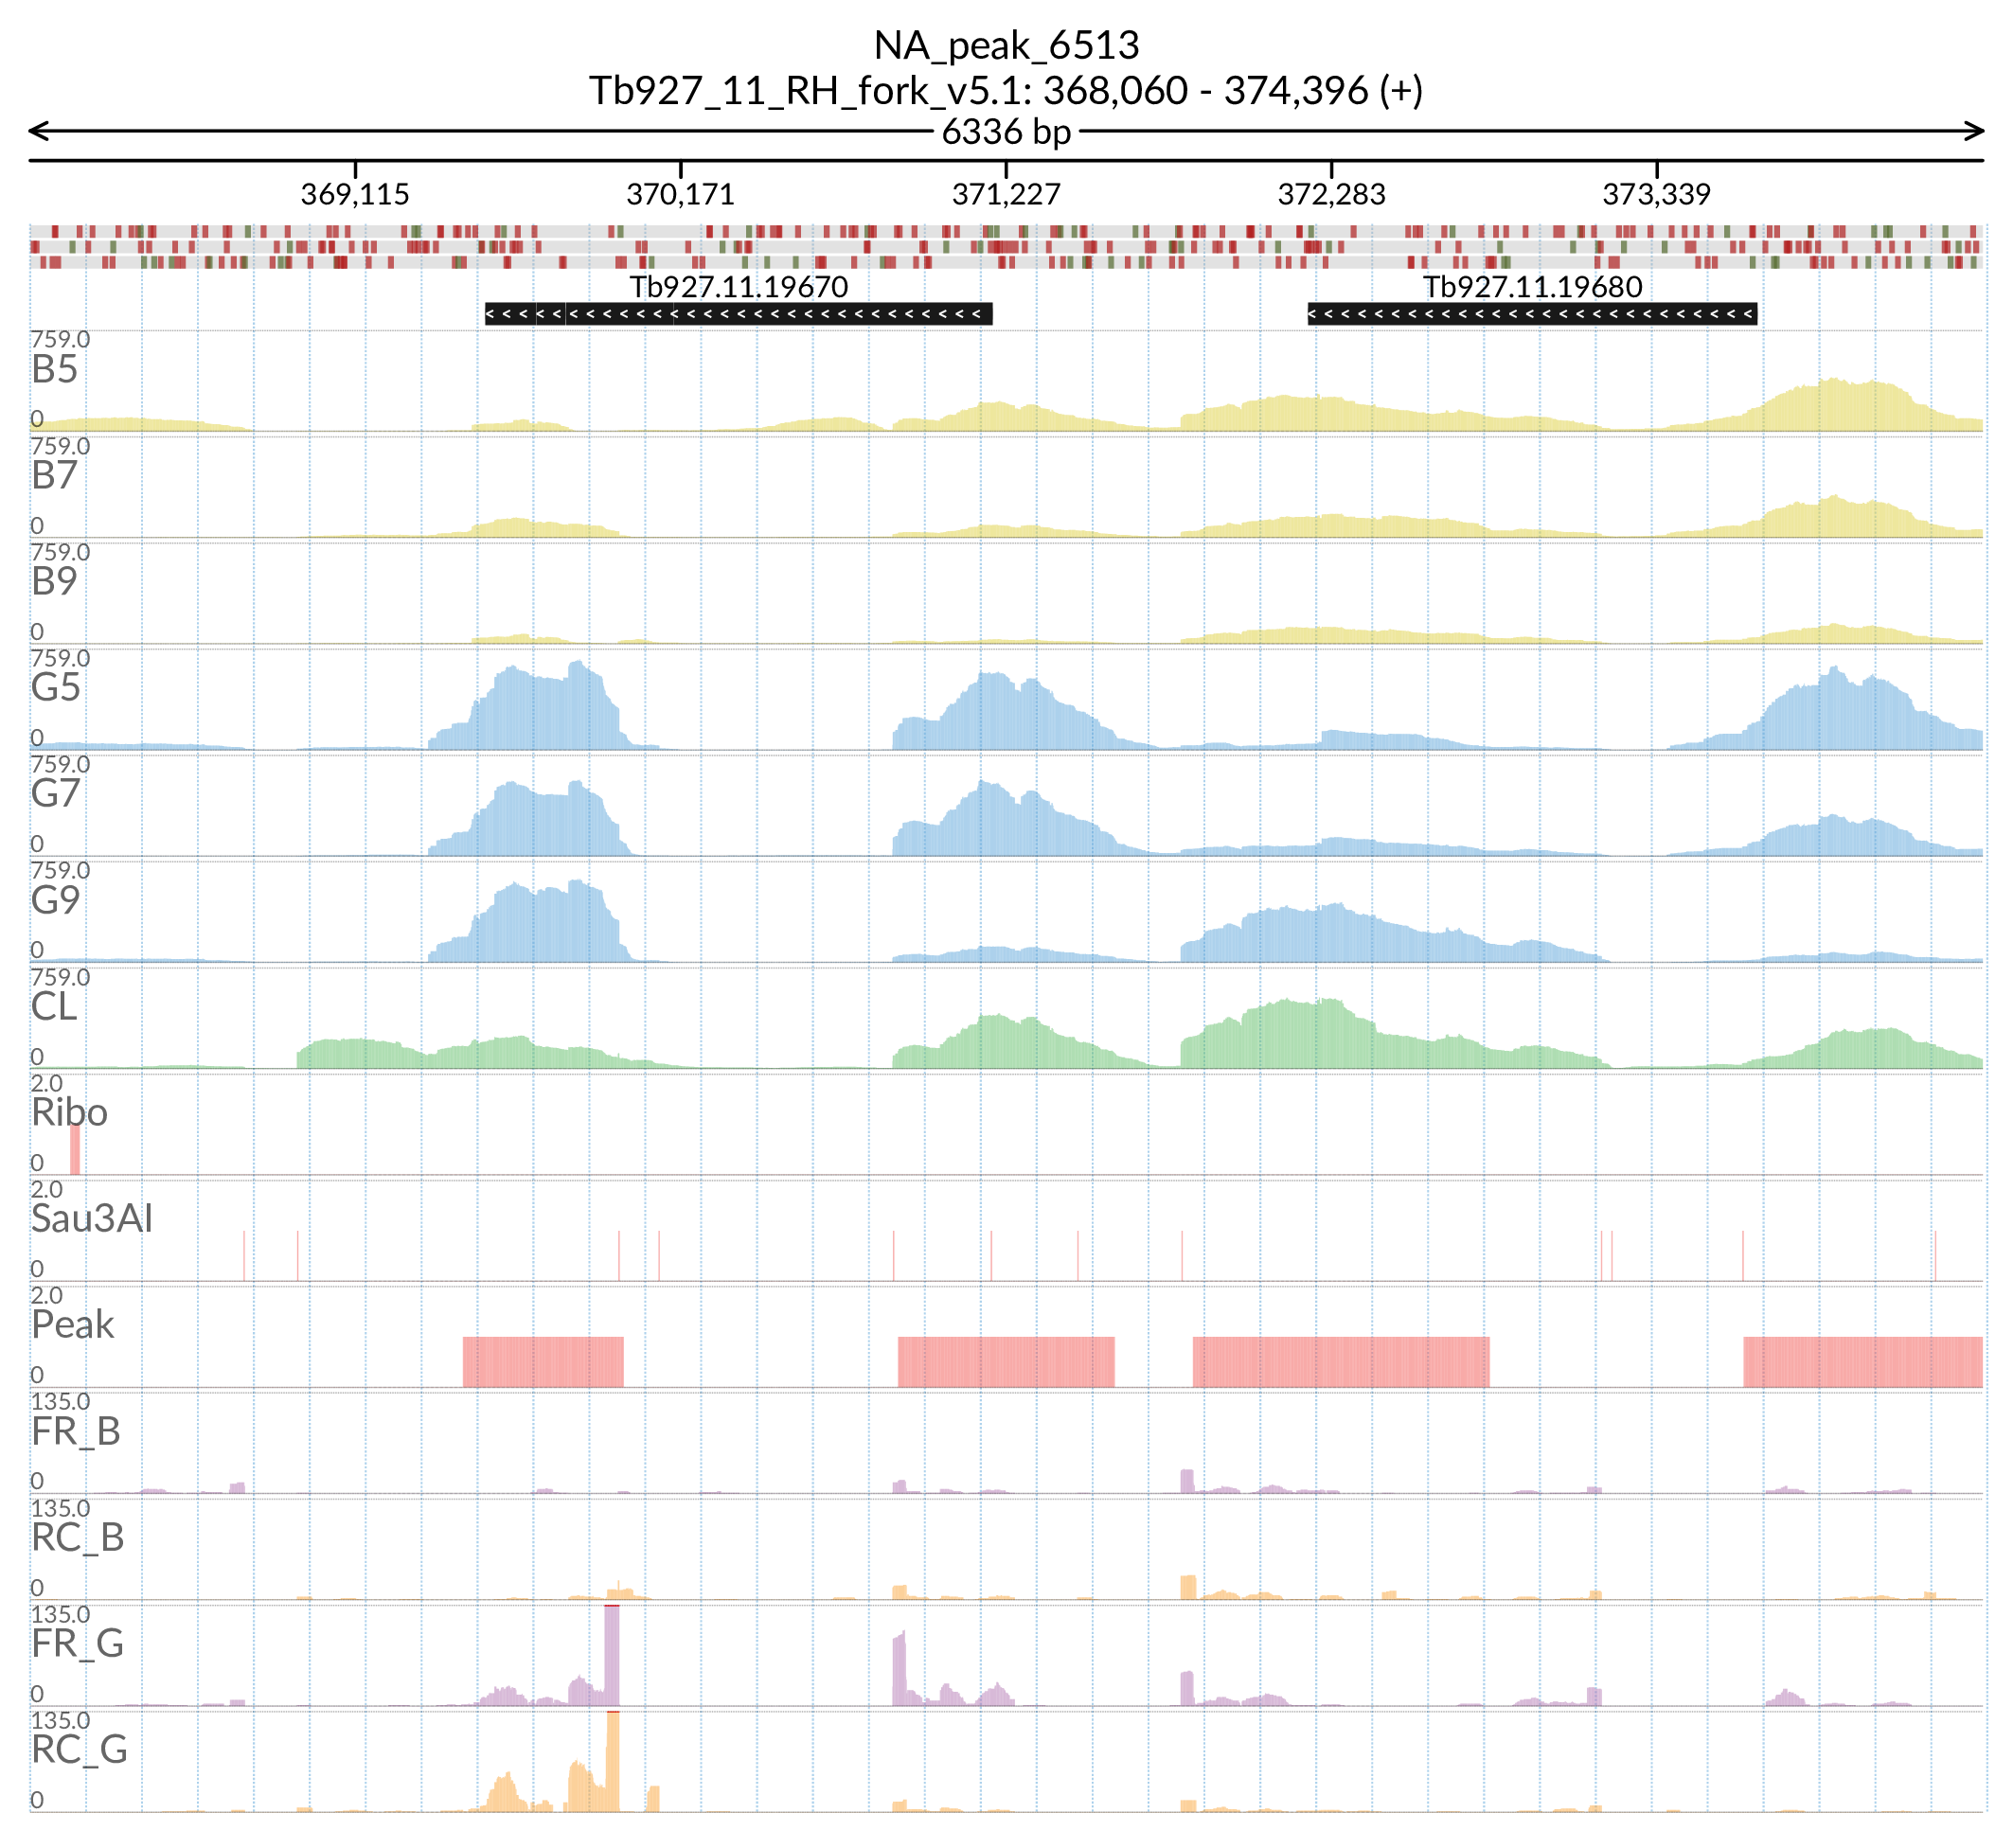 NA_peak_6513
Tb927_11_RH_fork_v5.1: 368,060 - 374,396 (+)
6336 bp
369,115 370,171 371,227 372,283 373,339
Tb927.11.19670 Tb927.11.19680
759.0
B5
0
759.0
B7
0
759.0
B9
0
759.0
G5
0
759.0
G7
0
759.0
G9
0
759.0
CL
0
2.0
Ribo
0
2.0
Sau3AI
0
2.0
Peak
0
135.0
FR_B
0
135.0
RC_B
0
135.0
FR_G
0
135.0
RC_G
0